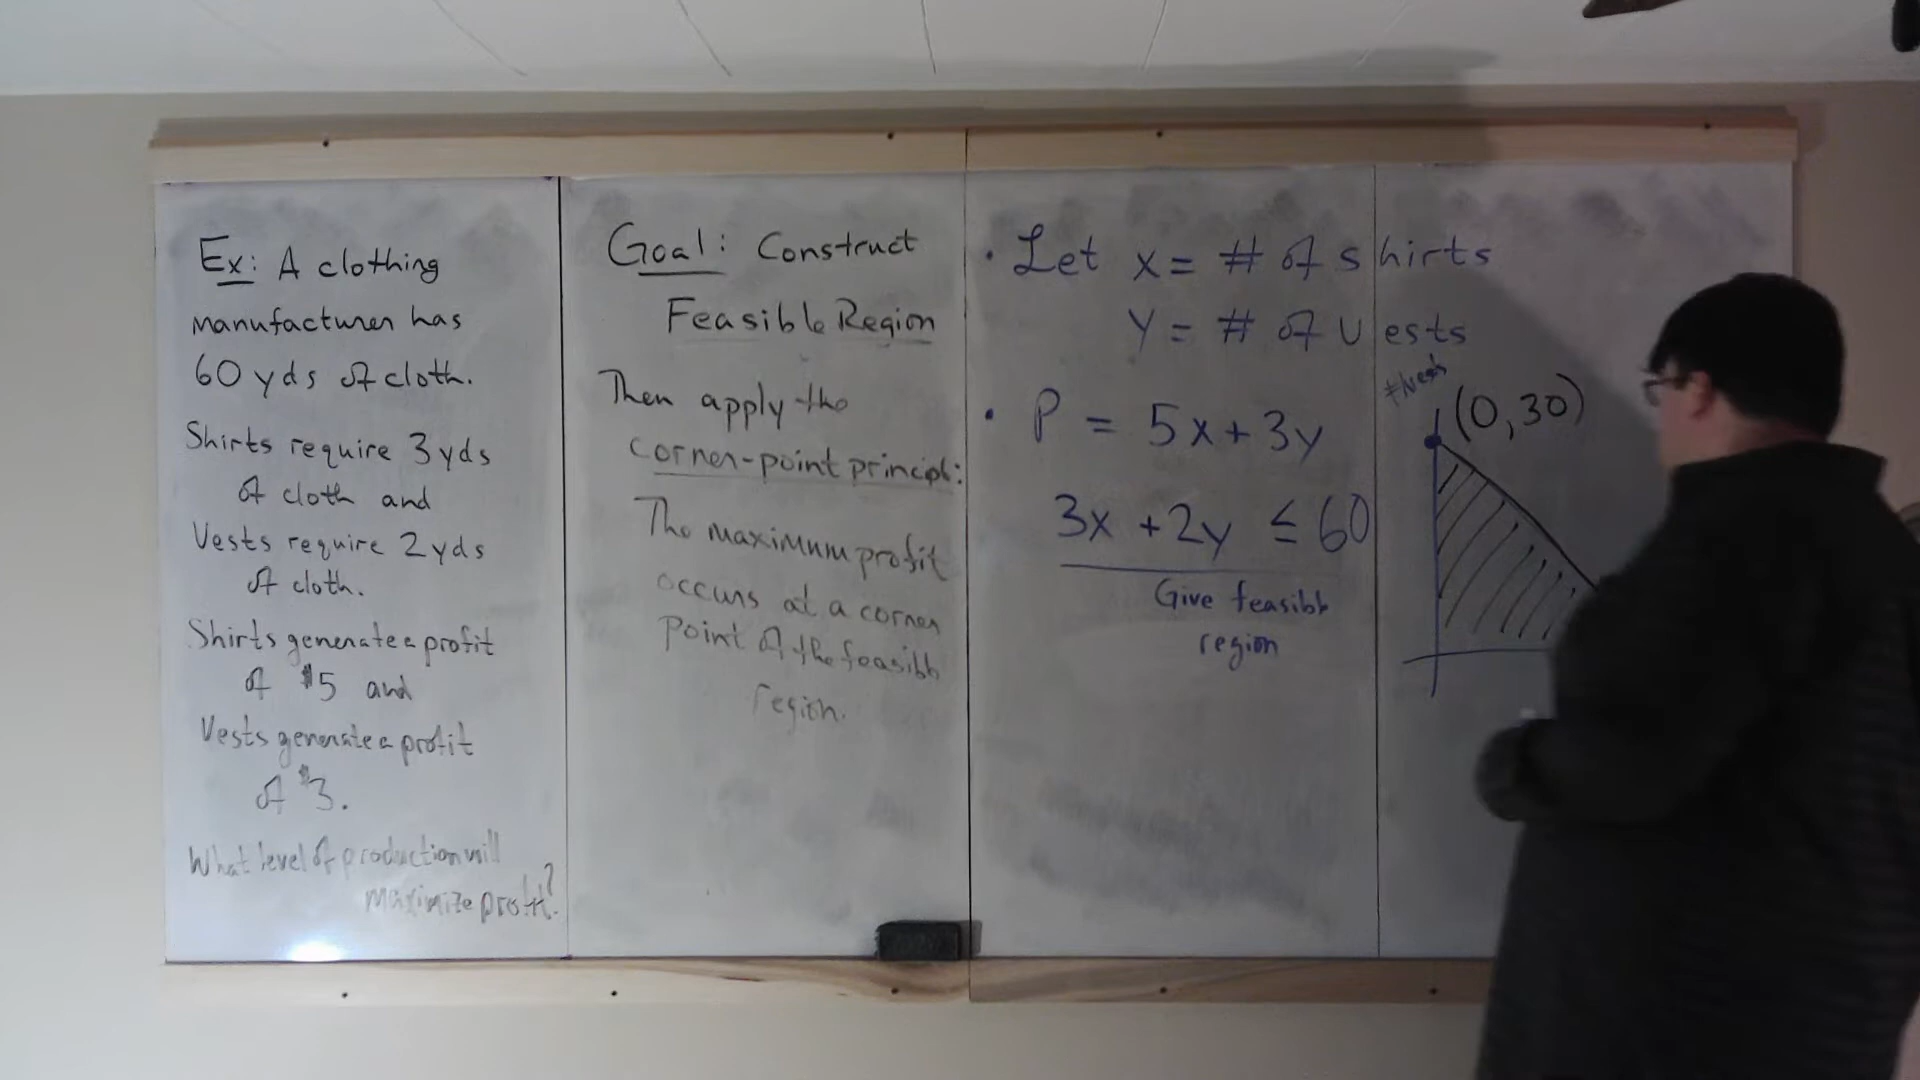 Ex: A clothing
manufacturer has
60 yds of cloth.
Shirts require 3 yds
of cloth and
Vests require 2 yds
of cloth.
Shirts generate a profit
of $5 and
Vests generate a profit
of $3.
What level of production will
maximize profit?
Goal: Construct
Feasible Region
Then apply the
corner-point principle:
The maximum profit
occurs at a corner
point of the feasible
region.
• Let x = # of shirts
y = # of vests
• P = 5x + 3y
3x + 2y ≤ 60
Give feasible
region
# Vests
(0,30)